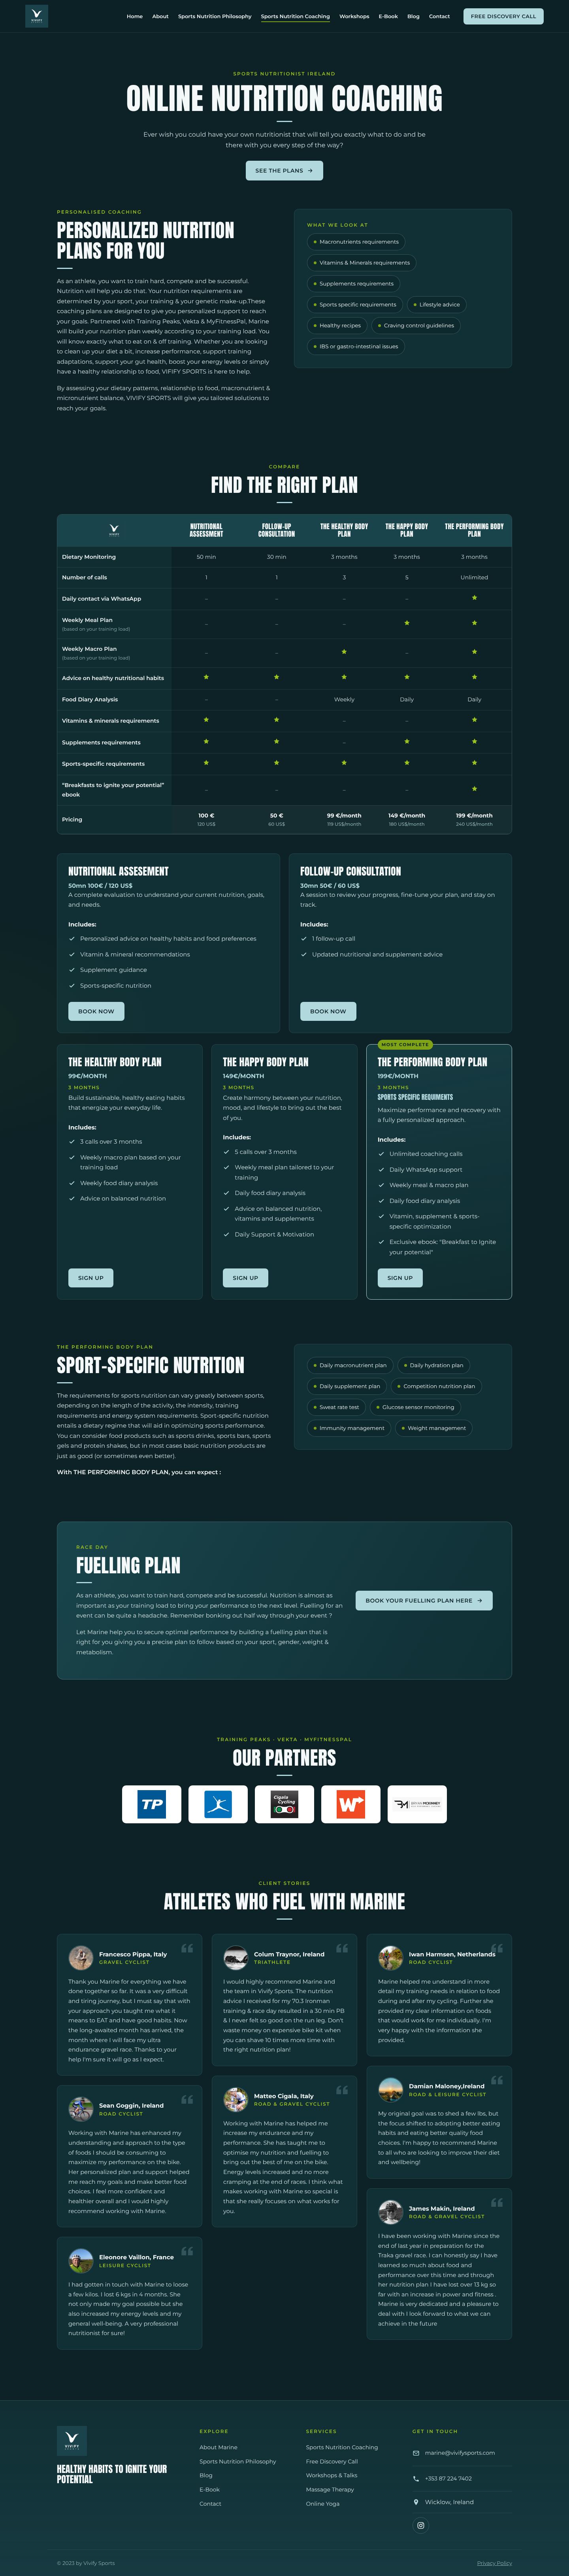 VIVIFY
Home About Sports Nutrition Philosophy Sports Nutrition Coaching Workshops E-Book Blog Contact FREE DISCOVERY CALL
SPORTS NUTRITIONIST IRELAND
ONLINE NUTRITION COACHING
Ever wish you could have your own nutritionist that will tell you exactly what to do and be
there with you every step of the way?
SEE THE PLANS →
PERSONALISED COACHING
PERSONALIZED NUTRITION
PLANS FOR YOU
As an athlete, you want to train hard, compete and be successful.
Nutrition will help you do that. Your nutrition requirements are
determined by your sport, your training & your genetic make-up.These
coaching plans are designed to give you personalized support to reach
your goals. Partnered with Training Peaks, Vekta & MyFitnessPal, Marine
will build your nutrition plan weekly according to your training load. You
will know exactly what to eat on & off training. Whether you are looking
to clean up your diet a bit, increase performance, support training
adaptations, support your gut health, boost your energy levels or simply
have a healthy relationship to food, VIFIFY SPORTS is here to help.
By assessing your dietary patterns, relationship to food, macronutrient &
micronutrient balance, VIVIFY SPORTS will give you tailored solutions to
reach your goals.
WHAT WE LOOK AT
Macronutrients requirements
Vitamins & Minerals requirements
Supplements requirements
Sports specific requirements
Lifestyle advice
Healthy recipes
Craving control guidelines
IBS or gastro-intestinal issues
COMPARE
FIND THE RIGHT PLAN
NUTRITIONAL ASSESSMENT FOLLOW-UP CONSULTATION THE HEALTHY BODY PLAN THE HAPPY BODY PLAN THE PERFORMING BODY PLAN
Dietary Monitoring 50 min 30 min 3 months 3 months 3 months
Number of calls 1 1 3 5 Unlimited
Daily contact via WhatsApp – – – – ★
Weekly Meal Plan – – – ★ ★
(based on your training load)
Weekly Macro Plan – – ★ – ★
(based on your training load)
Advice on healthy nutritional habits ★ ★ ★ ★ ★
Food Diary Analysis – – Weekly Daily Daily
Vitamins & minerals requirements ★ ★ – – ★
Supplements requirements ★ ★ – ★ ★
Sports-specific requirements ★ ★ ★ ★ ★
"Breakfasts to ignite your potential"
ebook – – – – ★
Pricing 100 € 50 € 99 €/month 149 €/month 199 €/month
60 US$ 180 US$/month 240 US$/month
NUTRITIONAL ASSESEMENT
50mn 100€ / 120 US$
A complete evaluation to understand your current nutrition, goals,
and needs.
Includes:
Personalized advice on healthy habits and food preferences
Vitamin & mineral recommendations
Supplement guidance
Sports-specific nutrition
BOOK NOW
FOLLOW-UP CONSULTATION
30mn 50€ / 60 US$
A session to review your progress, fine-tune your plan, and stay on
track.
Includes:
1 follow-up call
Updated nutritional and supplement advice
BOOK NOW
THE HEALTHY BODY PLAN
99€/MONTH
3 MONTHS
Build sustainable, healthy eating habits
that energize your everyday life.
Includes:
3 calls over 3 months
Weekly macro plan based on your
training load
Weekly food diary analysis
Advice on balanced nutrition
SIGN UP
THE HAPPY BODY PLAN
149€/MONTH
3 MONTHS
Create harmony between your nutrition,
mood, and lifestyle to bring out the best
of you.
Includes:
5 calls over 3 months
Weekly meal plan tailored to your
training
Daily food diary analysis
Advice on balanced nutrition,
vitamins and supplements
Daily Support & Motivation
SIGN UP
MOST COMPLETE
THE PERFORMING BODY PLAN
199€/MONTH
3 MONTHS
SPORTS SPECIFIC REQUIRMENTS
Maximize performance and recovery with
a fully personalized approach.
Includes:
Unlimited coaching calls
Daily WhatsApp support
Weekly meal & macro plan
Daily food diary analysis
Vitamin, supplement & sports-
specific optimization
Exclusive ebook: "Breakfast to Ignite
your potential"
SIGN UP
THE PERFORMING BODY PLAN
SPORT-SPECIFIC NUTRITION
The requirements for sports nutrition can vary greatly between sports,
depending on the length of the activity, the intensity, training
requirements and energy system requirements. Sport-specific nutrition
entails a dietary regime that will aid in improving sports performance.
You can consider food products such as sports drinks, sports bars, sports
gels and protein shakes, but in most cases basic nutrition products are
just as good (or sometimes even better).
With THE PERFORMING BODY PLAN, you can expect :
Daily macronutrient plan
Daily hydration plan
Daily supplement plan
Competition nutrition plan
Sweat rate test
Glucose sensor monitoring
Immunity management
Weight management
RACE DAY
FUELLING PLAN
As an athlete, you want to train hard, compete and be successful. Nutrition is almost as
important as your training to bring your performance to the next level. Fuelling for an
event can be quite a headache. Remember bonking out half way through your event ?
Let Marine help you to secure optimal performance by building a fuelling plan that is
right for you giving you a precise plan to follow based on your sport, gender, weight &
metabolism.
BOOK YOUR FUELLING PLAN HERE →
TRAINING PEAKS · VEKTA · MYFITNESSPAL
OUR PARTNERS
TP
Cigala
Cycling
W
CLIENT STORIES
ATHLETES WHO FUEL WITH MARINE
Francesco Pippa, Italy
GRAVEL CYCLIST
Thank you Marine for everything we have
done together so far. It was a very difficult
and tiring journey, but I must say that with
your approach you taught me what it
means to EAT and have good habits. Now
the long-awaited month has arrived, the
month where I will face my ultra
endurance gravel race. Thanks to your
help I'm sure it will go as I expect.
Sean Goggin, Ireland
ROAD CYCLIST
Working with Marine has enhanced my
understanding and approach to the type
of foods I should be consuming to
maximize my performance on the bike.
Her personalized plan and support helped
me reach my goals and make better food
choices. I feel more confident and
healthier overall and I would highly
recommend working with Marine.
Eleonore Vaillon, France
LEISURE CYCLIST
I had gotten in touch with Marine to loose
a few kilos. I lost 6 kgs in 4 months. She
not only made my goal possible but she
also increased my energy levels and my
general well-being. A very professional
nutritionist for sure!
Colum Traynor, Ireland
TRIATHLETE
I would highly recommend Marine and
the team in Vivify Sports. The nutrition
advice I received for my 70.3 Ironman
training & race day resulted in a 30 min PB
& I never felt so good on the run leg. Don't
waste money on expensive bike kit when
you can shave 10 times more time with
the right nutrition plan!
Matteo Cigala, Italy
ROAD & GRAVEL CYCLIST
Working with Marine has helped me
increase my endurance and my
performance. She has taught me to
optimise my nutrition and fuelling to
bring out the best of me on the bike.
Energy levels increased and no more
cramping at the end of races. I think what
makes working with Marine so special is
that she really focuses on what works for
you.
Iwan Harmsen, Netherlands
ROAD CYCLIST
Marine helped me understand in more
detail my training needs in relation to food
during and after my cycling. Further she
provided my clear information on foods
that would work for me individually. I'm
very happy with the information she
provided.
Damian Maloney,Ireland
ROAD & LEISURE CYCLIST
My original goal was to shed a few lbs, but
the focus shifted to adopting better eating
habits and eating better quality food
choices. I'm happy to recommend Marine
to all who are looking to improve their diet
and wellbeing!
James Makin, Ireland
ROAD & GRAVEL CYCLIST
I have been working with Marine since the
end of last year in preparation for the
Traka gravel race. I can honestly say I have
learned so much about food and
performance over this time and through
her nutrition plan I have lost over 13 kg so
far with an increase in power and fitness .
Marine is very dedicated and a pleasure to
deal with I look forward to what we can
achieve in the future
VIVIFY
HEALTHY HABITS TO IGNITE YOUR
POTENTIAL
EXPLORE
About Marine
Sports Nutrition Philosophy
Blog
E-Book
Contact
SERVICES
Sports Nutrition Coaching
Free Discovery Call
Workshops & Talks
Massage Therapy
Online Yoga
GET IN TOUCH
marine@vivifysports.com
+353 87 224 7402
Wicklow, Ireland
© 2023 by Vivify Sports
Privacy Policy